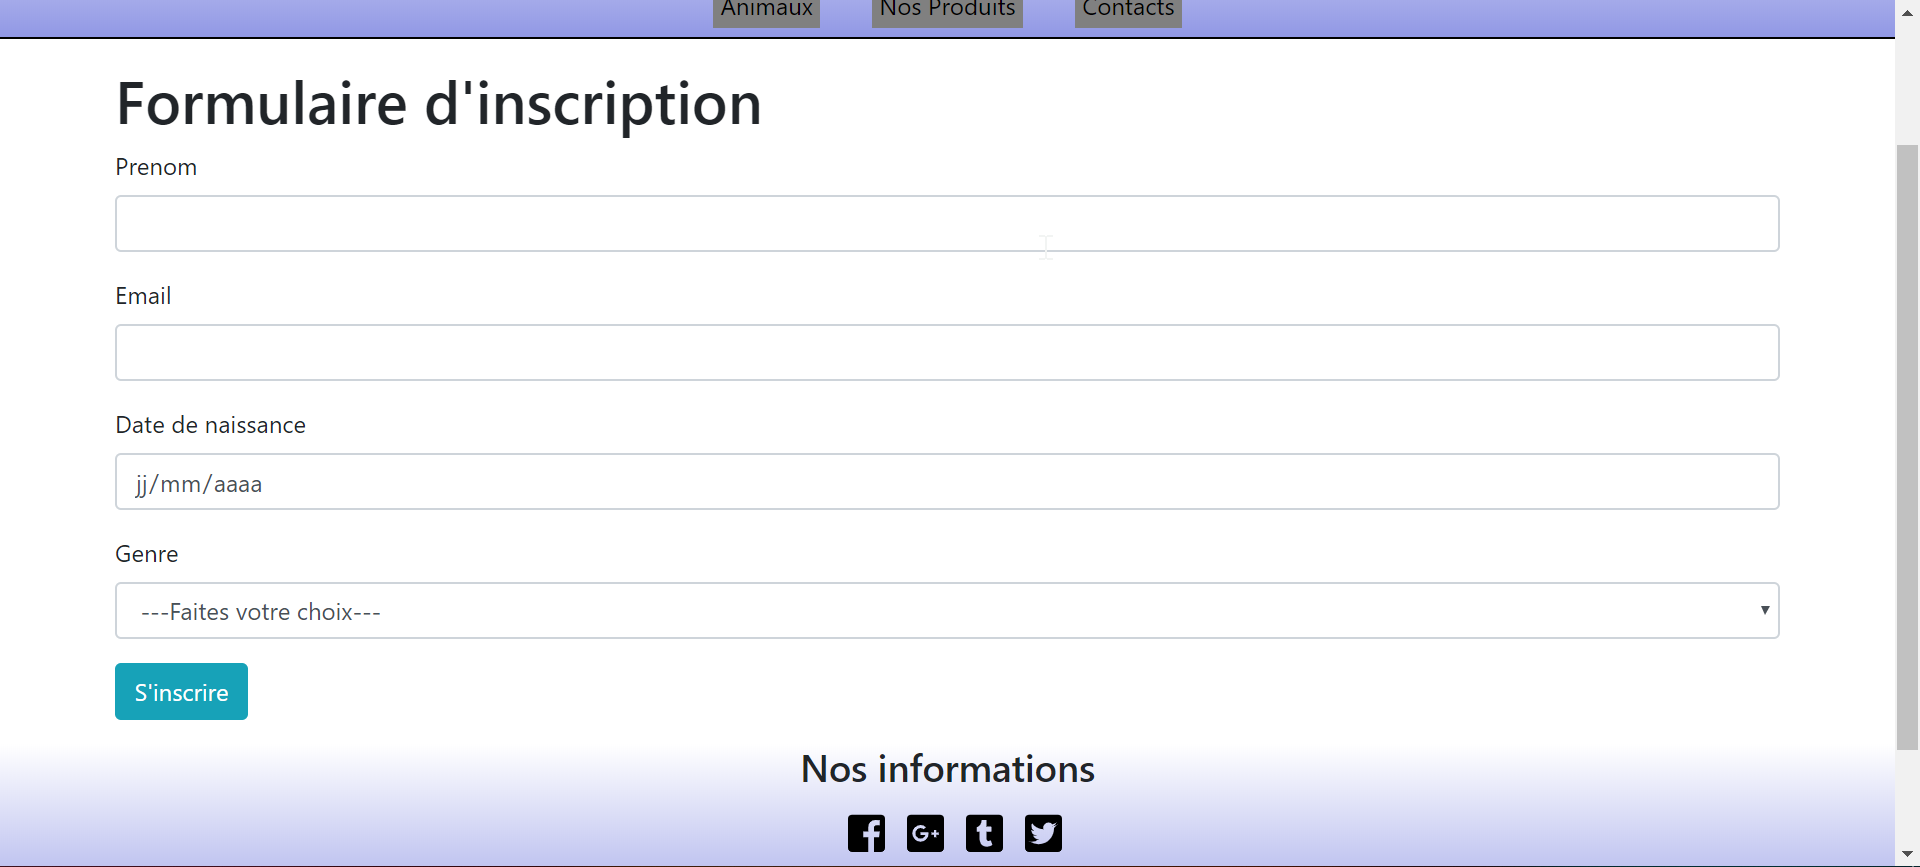 Animaux Nos Produits Contacts
Formulaire d'inscription
Prenom
Email
Date de naissance
jj/mm/aaaa
Genre
---Faites votre choix---
S'inscrire
Nos informations